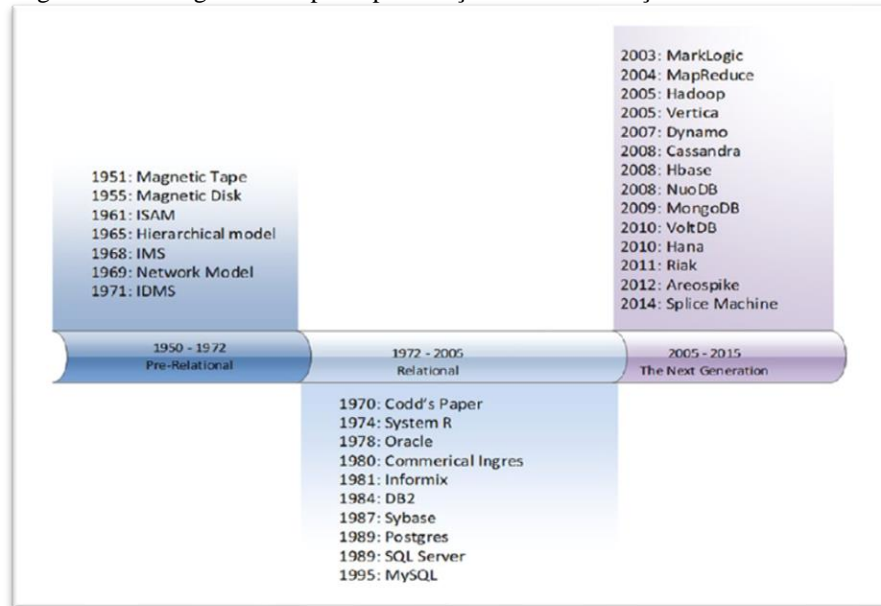 1951: Magnetic Tape
1955: Magnetic Disk
1961: ISAM
1965: Hierarchical model
1968: IMS
1969: Network Model
1971: IDMS
1950 - 1972
Pre-Relational
1972 - 2005
Relational
1970: Codd's Paper
1974: System R
1978: Oracle
1980: Commerical Ingres
1981: Informix
1984: DB2
1987: Sybase
1989: Postgres
1989: SQL Server
1995: MySQL
2003: MarkLogic
2004: MapReduce
2005: Hadoop
2005: Vertica
2007: Dynamo
2008: Cassandra
2008: Hbase
2008: NuoDB
2009: MongoDB
2010: VoltDB
2010: Hana
2011: Riak
2012: Areospike
2014: Splice Machine
2005 - 2015
The Next Generation